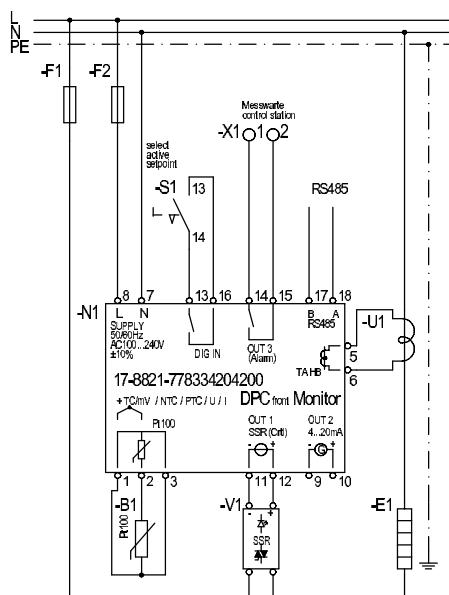 L
N
PE
-F1
-F2
Messwarte
control station
-X1 1 2
select
active
setpoint
-S1 13
14
RS485
8 7 13 16 14 15 17 18
-N1
L N
B A
RS485
SUPPLY
50/60Hz
AC100...240V
±10%
DIG IN
OUT 3
(Alarm)
-U1
5
TAHB
6
17-8821-778334204200
DPC front Monitor
+ TC/mV / NTC / PTC / U / I
Pt100
OUT 1
SSR (Crtl)
OUT 2
4...20mA
- +
- +
1 2 3 11 12 9 10
-B1
Pt100
-V1
- +
SSR
-E1